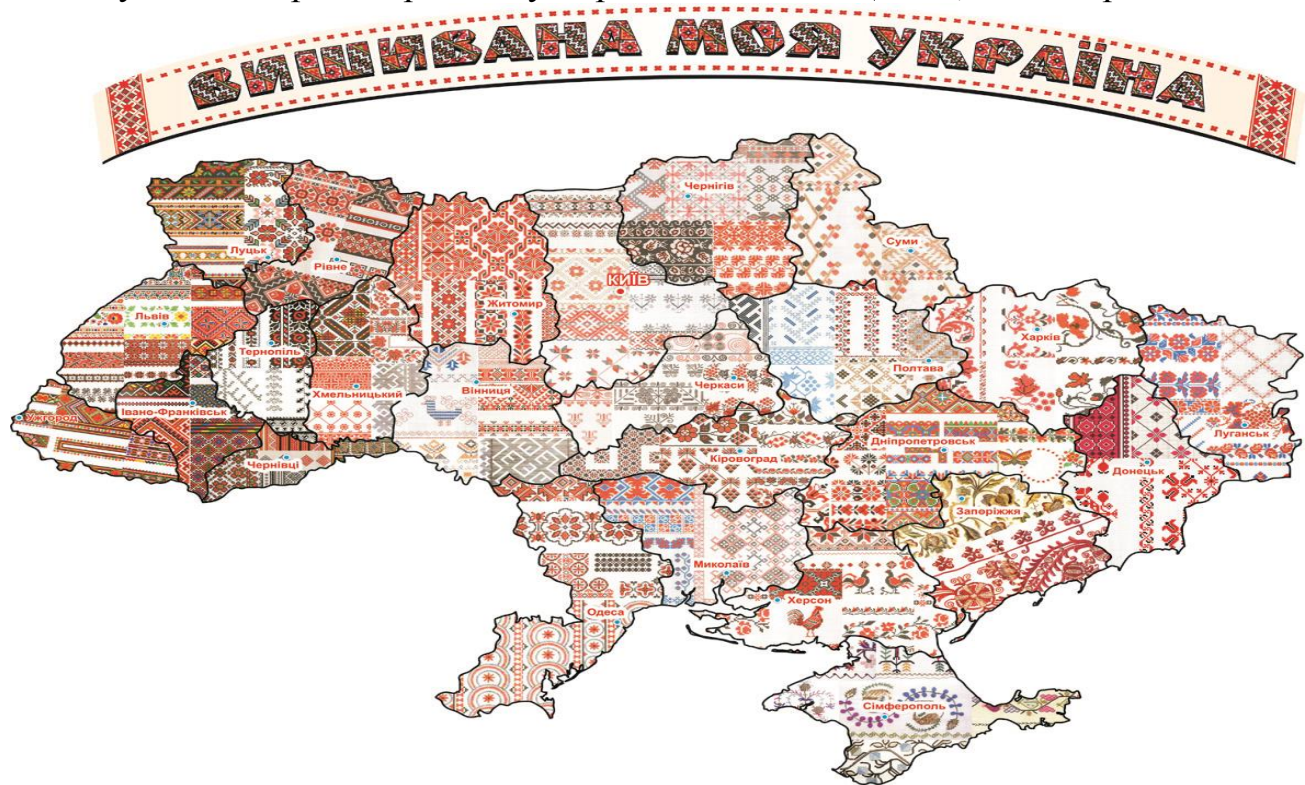 ВИШИВАНА МОЯ УКРАЇНА
Чернігів
Суми
Луцьк
Рівне
КИЇВ
Житомир
Львів
Харків
Тернопіль
Полтава
Черкаси
Хмельницький
Вінниця
Івано-Франківськ
Ужгород
Луганськ
Дніпропетровськ
Кіровоград
Чернівці
Донецьк
Запоріжжя
Миколаїв
Херсон
Одеса
Сімферополь